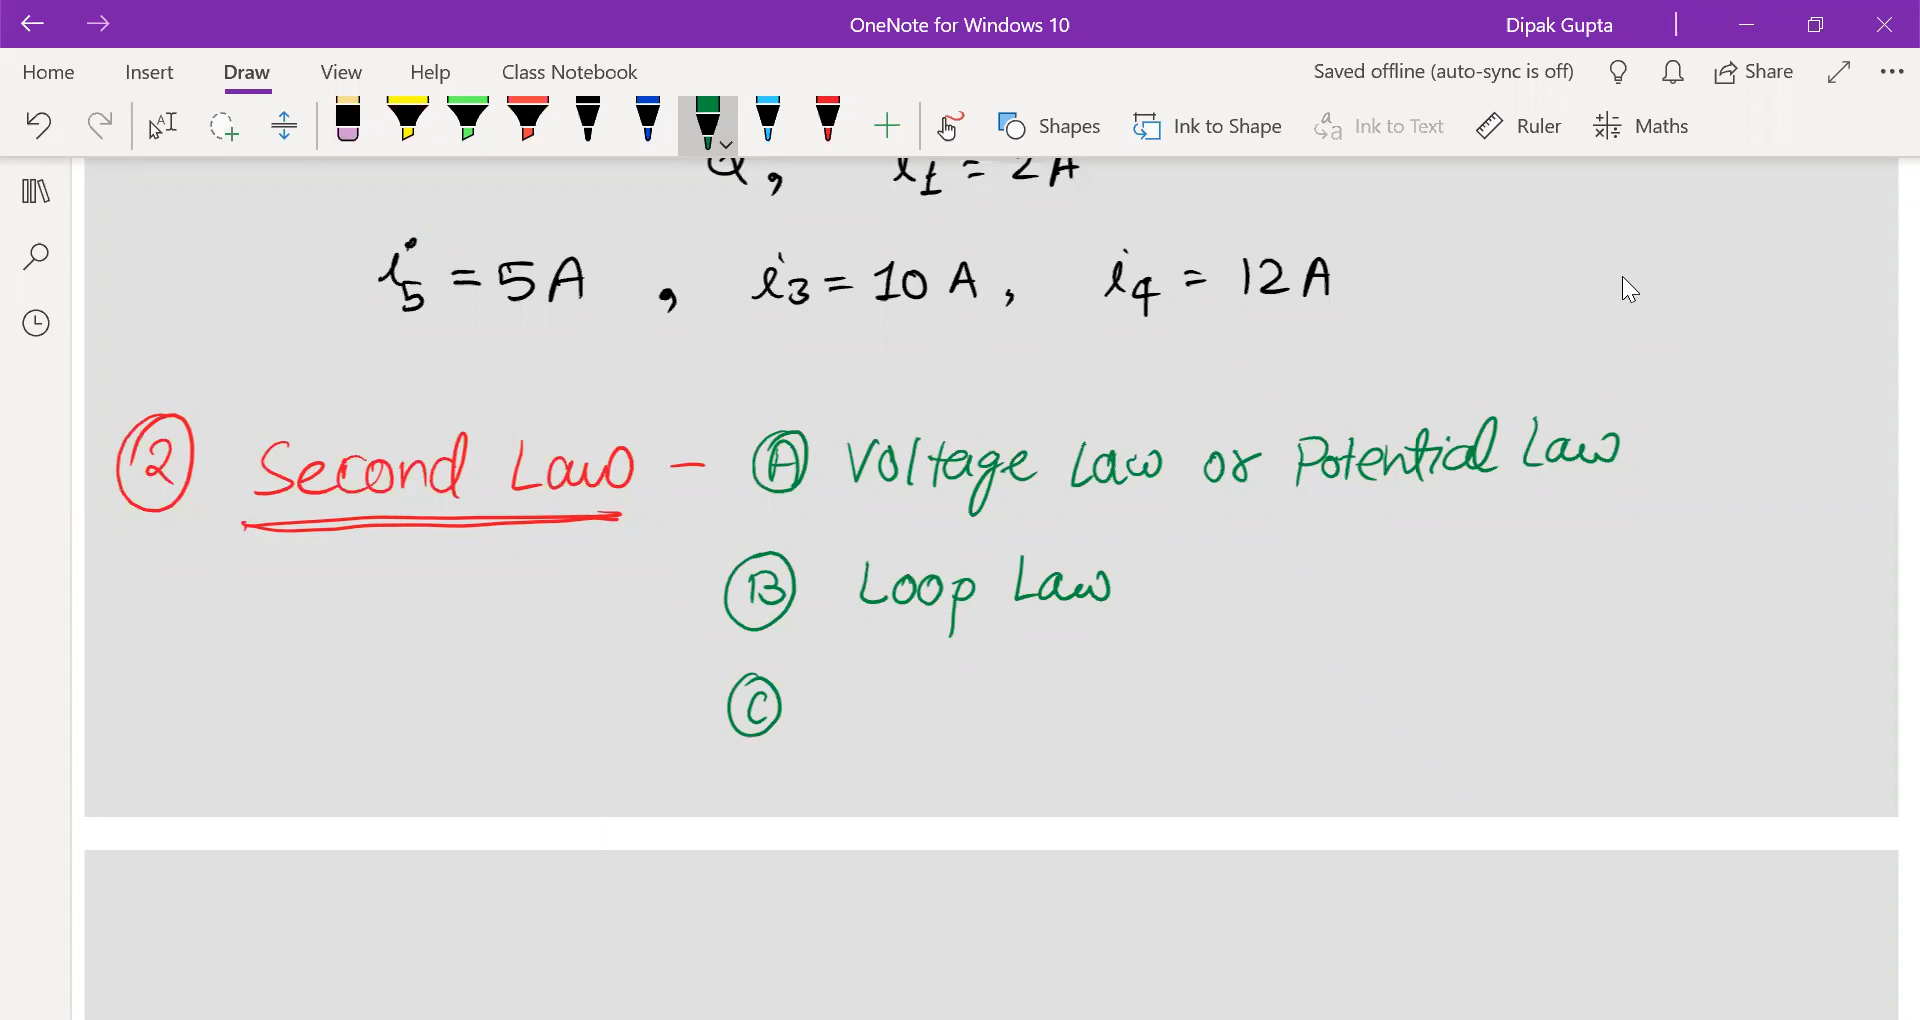 OneNote for Windows 10
Dipak Gupta
Home Insert Draw View Help Class Notebook
Saved offline (auto-sync is off) Share
Shapes Ink to Shape Ink to Text Ruler Maths
, i1 = 2A
i5 = 5A , i3 = 10 A , i4 = 12 A
2 Second Law - A Voltage Law or Potential Law
B Loop Law
C